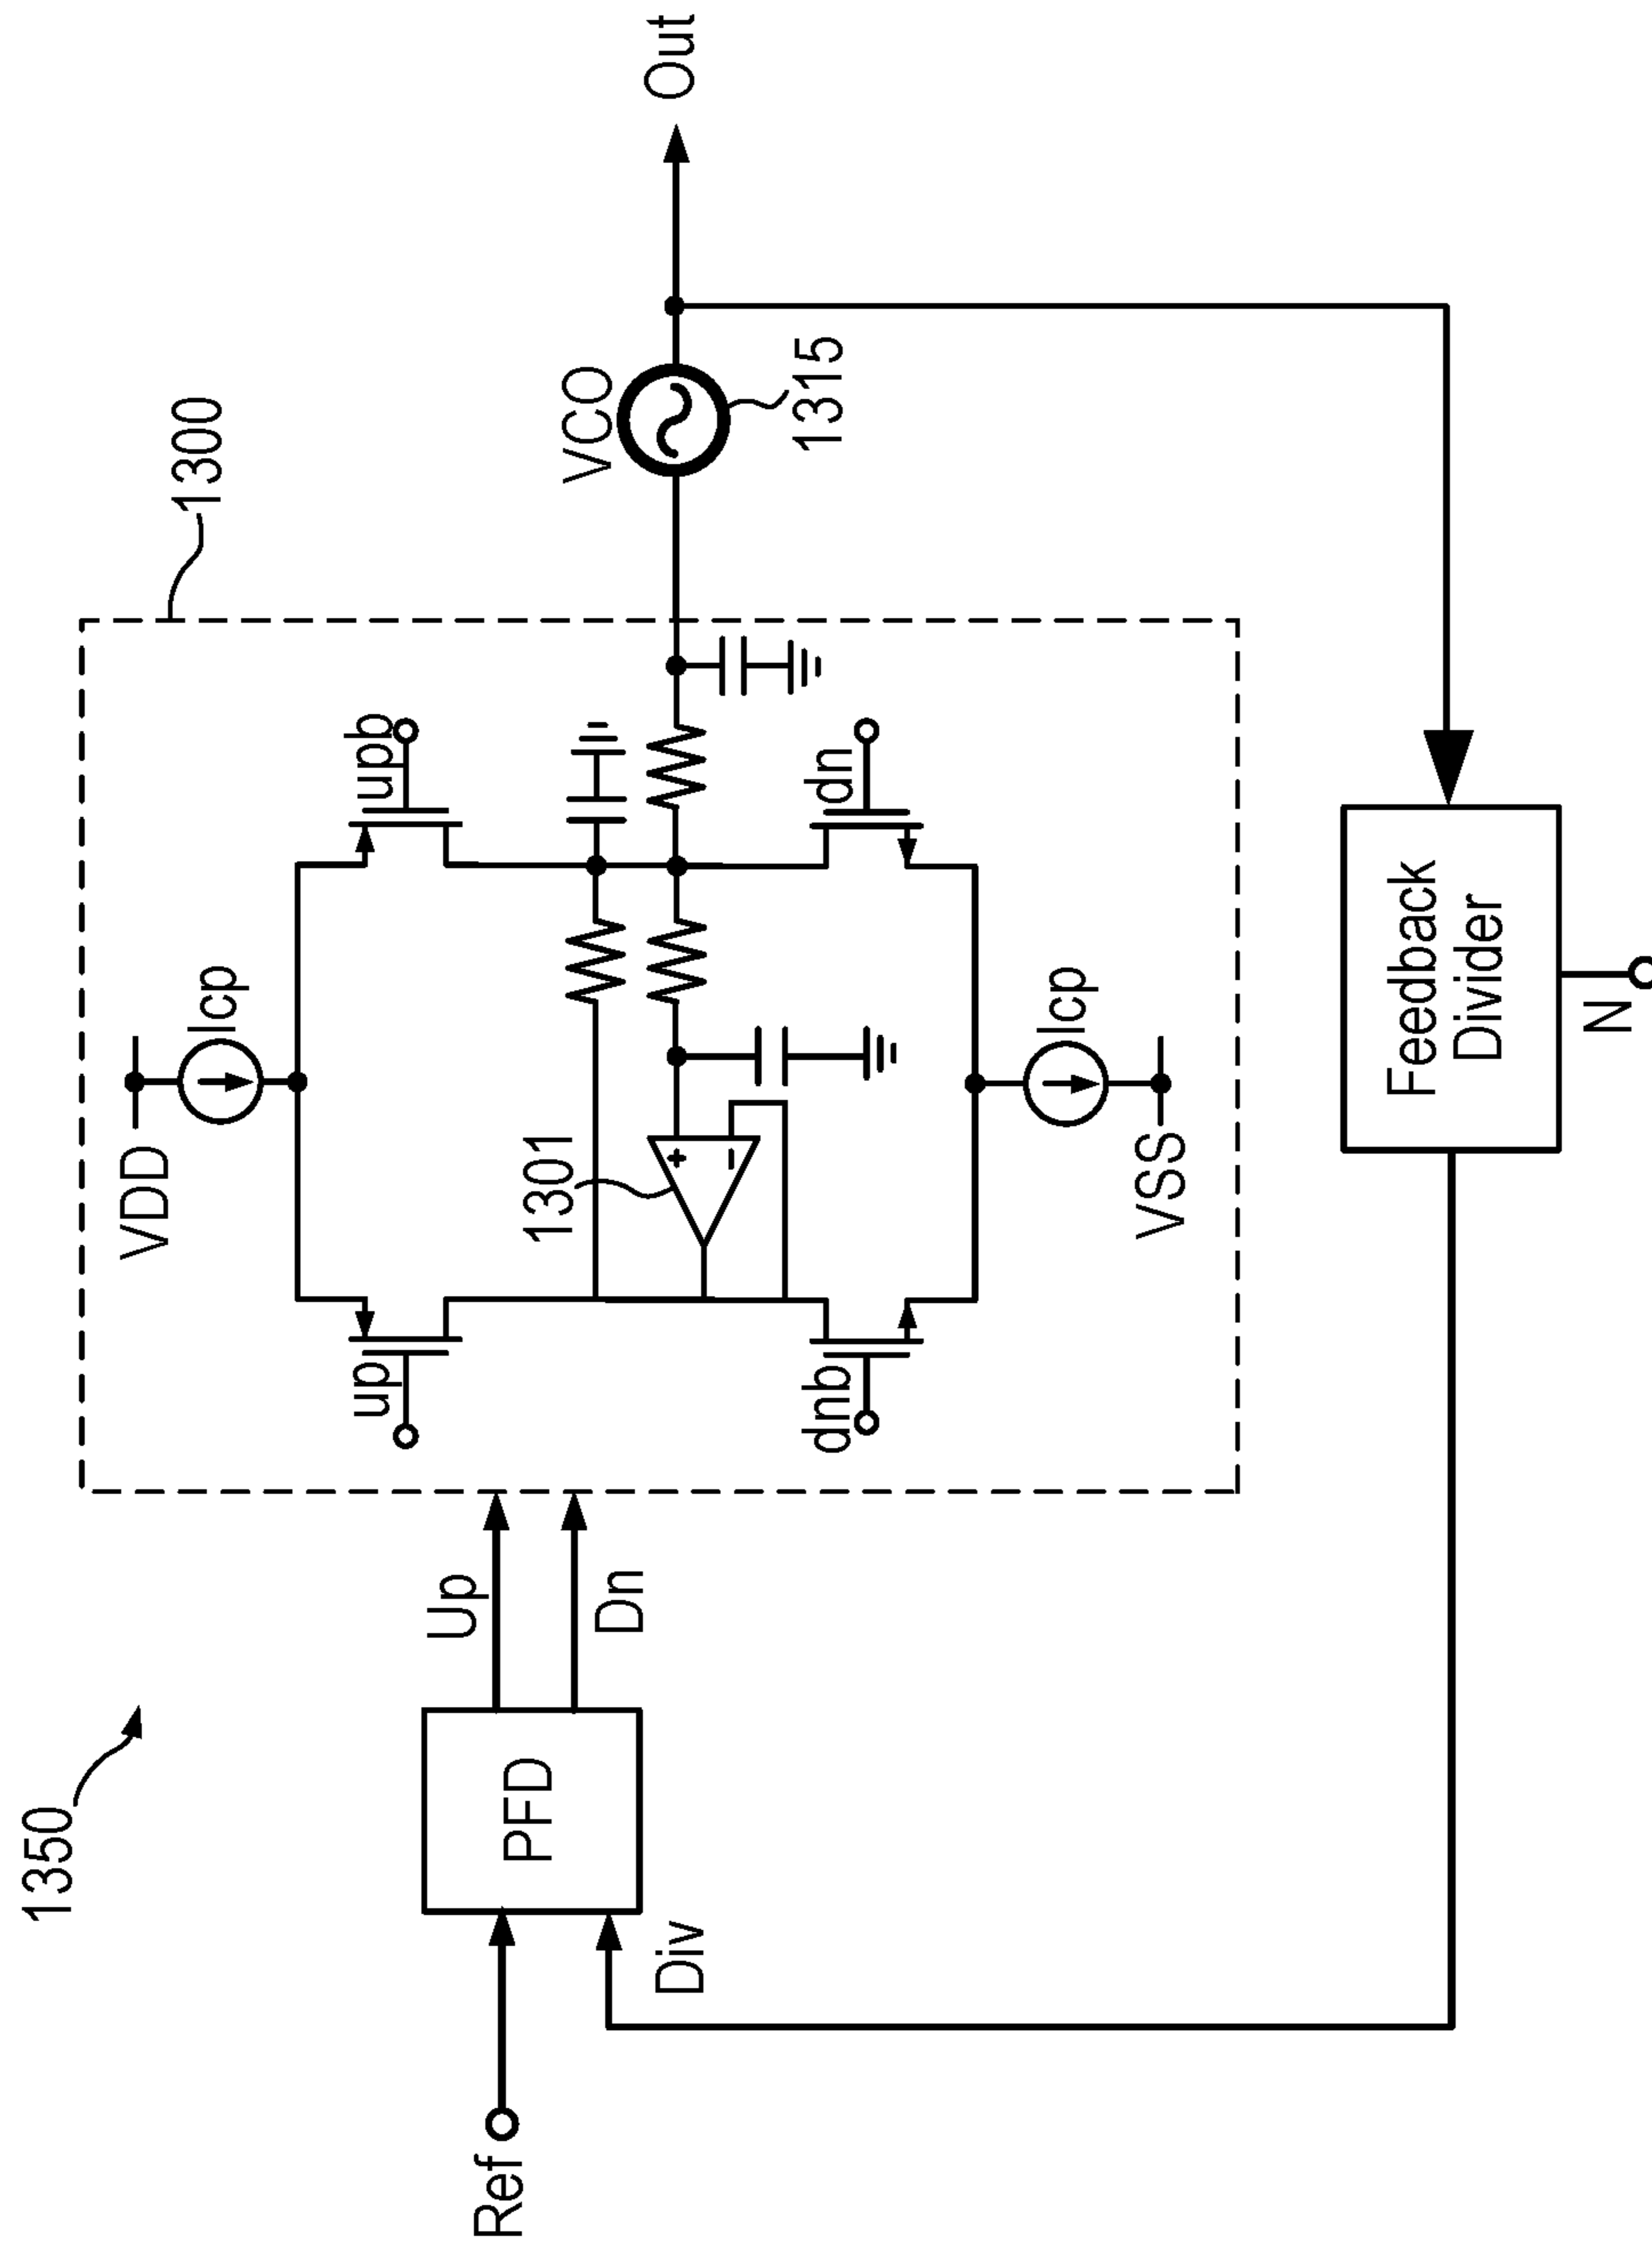 1350
1300
VDD
Icp
up
upb
1301
+
-
dnb
dn
Icp
VSS
Ref
PFD
Up
Dn
Div
VCO
1315
Out
Feedback
Divider
N